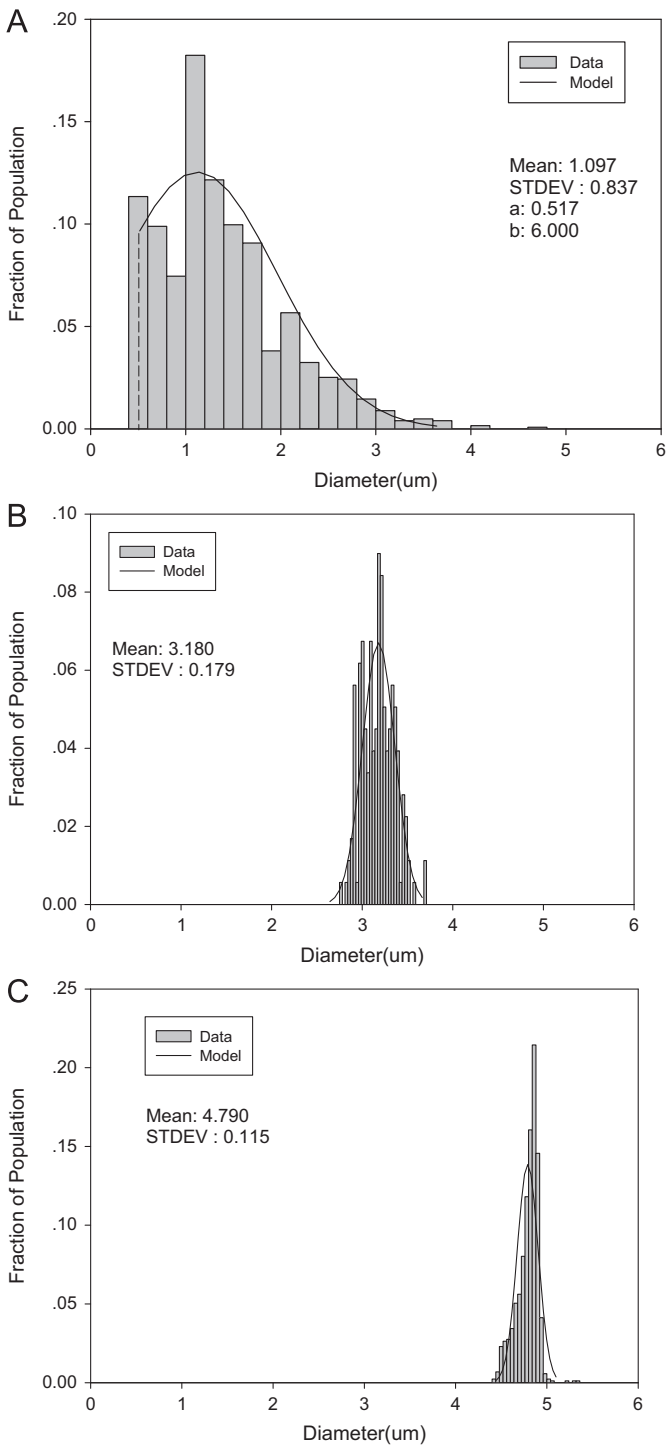 A
.20
.15
.10
.05
0.00
Fraction of Population
Data
Model
Mean: 1.097
STDEV : 0.837
a: 0.517
b: 6.000
0 1 2 3 4 5 6
Diameter(um)
B
.10
.08
.06
.04
.02
0.00
Fraction of Population
Data
Model
Mean: 3.180
STDEV : 0.179
0 1 2 3 4 5 6
Diameter(um)
C
.25
.20
.15
.10
.05
0.00
Fraction of Population
Data
Model
Mean: 4.790
STDEV : 0.115
0 1 2 3 4 5 6
Diameter(um)